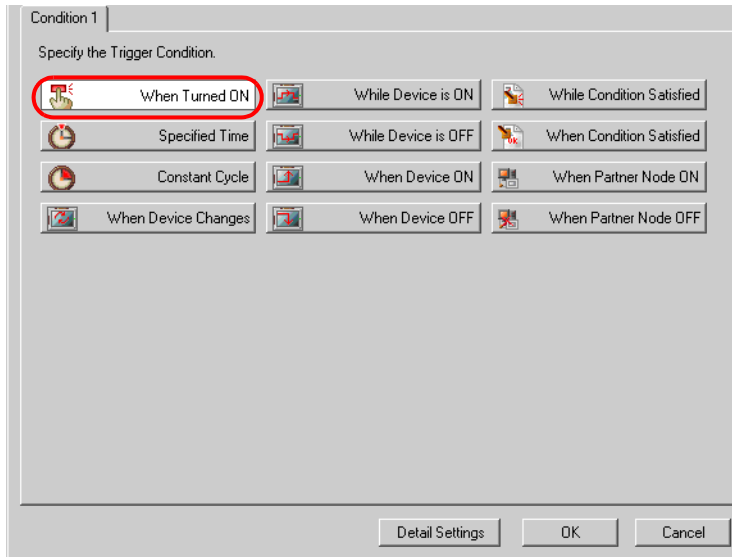 Condition 1
Specify the Trigger Condition.
When Turned ON
While Device is ON
While Condition Satisfied
Specified Time
While Device is OFF
When Condition Satisfied
Constant Cycle
When Device ON
When Partner Node ON
When Device Changes
When Device OFF
When Partner Node OFF
Detail Settings
OK
Cancel